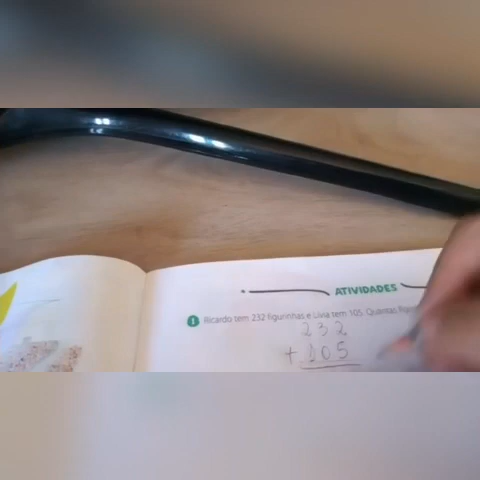 ATIVIDADES
1 Ricardo tem 232 figurinhas e Lívia tem 105. Quantas
232
+ 105